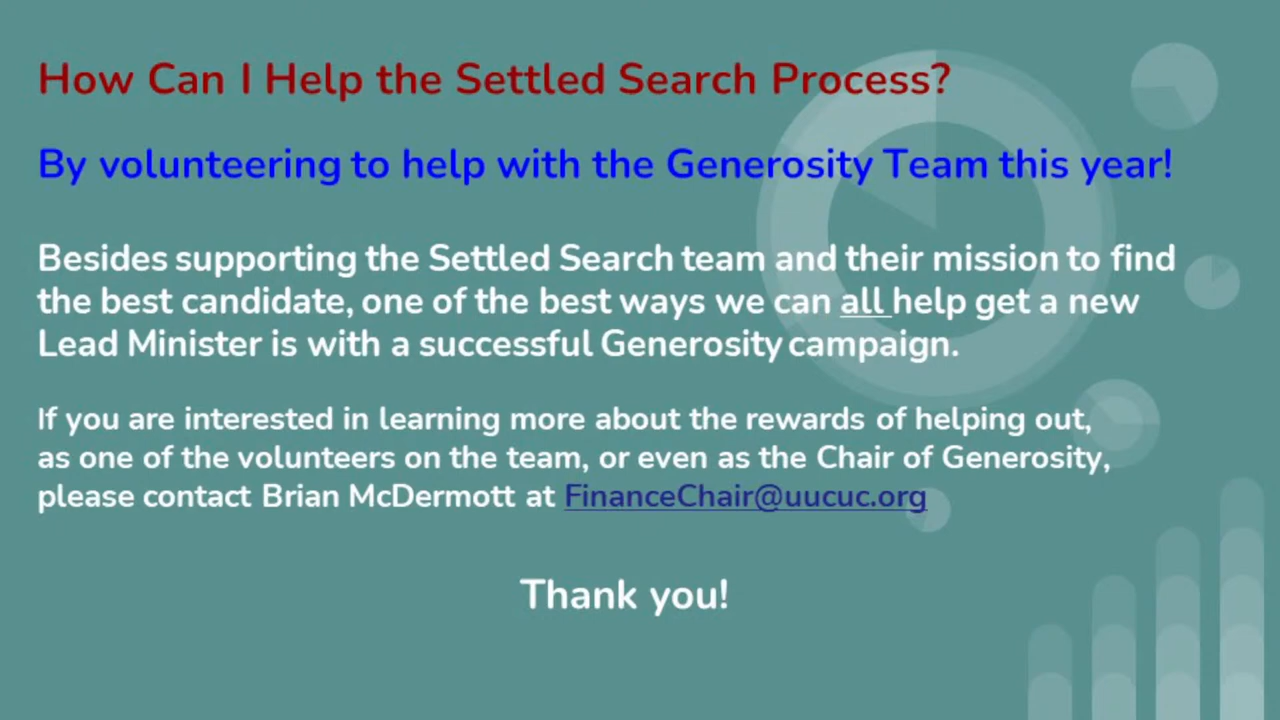 How Can I Help the Settled Search Process?
By volunteering to help with the Generosity Team this year!
Besides supporting the Settled Search team and their mission to find
the best candidate, one of the best ways we can all help get a new
Lead Minister is with a successful Generosity campaign.
If you are interested in learning more about the rewards of helping out,
as one of the volunteers on the team, or even as the Chair of Generosity,
please contact Brian McDermott at FinanceChair@uucuc.org
Thank you!